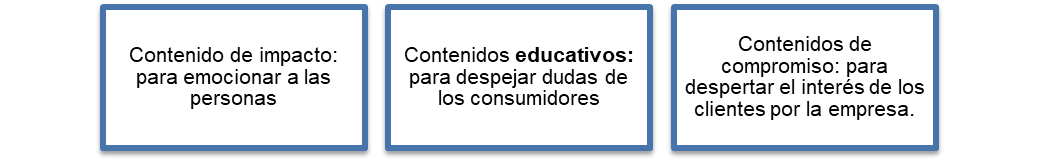 Contenido de impacto:
para emocionar a las
personas
Contenidos educativos:
para despejar dudas de
los consumidores
Contenidos de
compromiso: para
despertar el interés de los
clientes por la empresa.